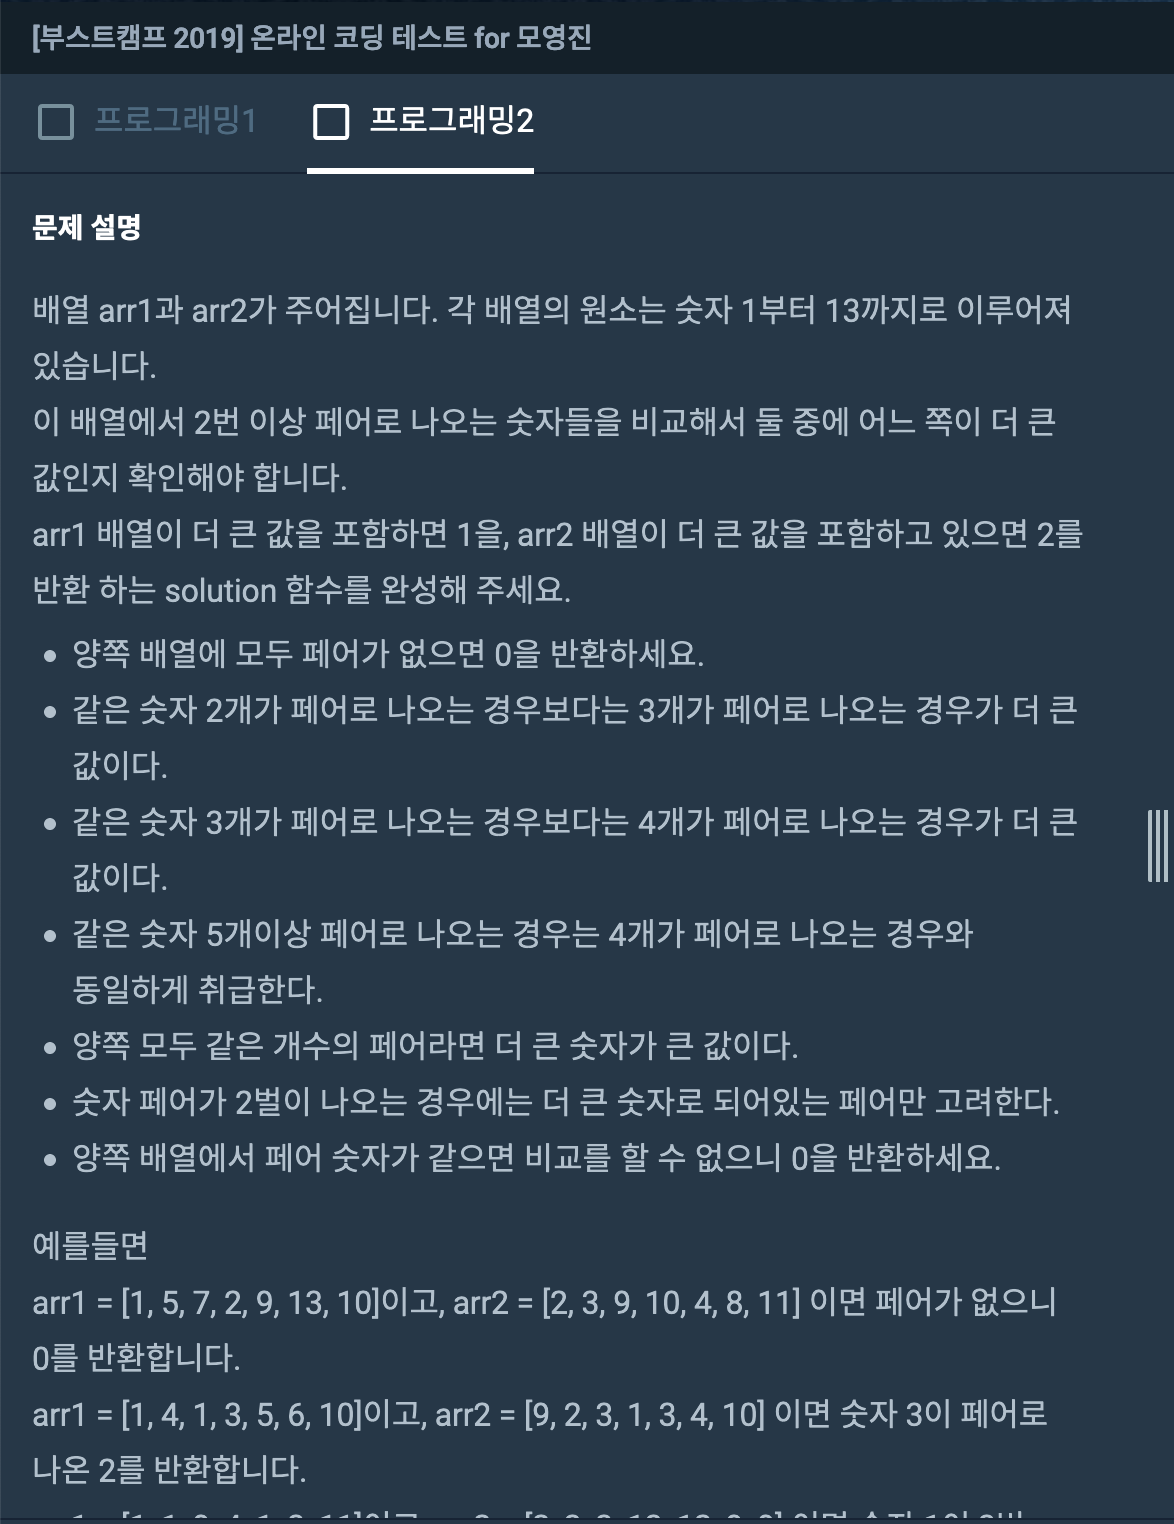 [부스트캠프 2019] 온라인 코딩 테스트 for 모영진
프로그래밍1 프로그래밍2
문제 설명
배열 arr1과 arr2가 주어집니다. 각 배열의 원소는 숫자 1부터 13까지로 이루어져
있습니다.
이 배열에서 2번 이상 페어로 나오는 숫자들을 비교해서 둘 중에 어느 쪽이 더 큰
값인지 확인해야 합니다.
arr1 배열이 더 큰 값을 포함하면 1을, arr2 배열이 더 큰 값을 포함하고 있으면 2를
반환 하는 solution 함수를 완성해 주세요.
• 양쪽 배열에 모두 페어가 없으면 0을 반환하세요.
• 같은 숫자 2개가 페어로 나오는 경우보다는 3개가 페어로 나오는 경우가 더 큰
값이다.
• 같은 숫자 3개가 페어로 나오는 경우보다는 4개가 페어로 나오는 경우가 더 큰
값이다.
• 같은 숫자 5개이상 페어로 나오는 경우는 4개가 페어로 나오는 경우와
동일하게 취급한다.
• 양쪽 모두 같은 개수의 페어라면 더 큰 숫자가 큰 값이다.
• 숫자 페어가 2벌이 나오는 경우에는 더 큰 숫자로 되어있는 페어만 고려한다.
• 양쪽 배열에서 페어 숫자가 같으면 비교를 할 수 없으니 0을 반환하세요.
예를들면
arr1 = [1, 5, 7, 2, 9, 13, 10]이고, arr2 = [2, 3, 9, 10, 4, 8, 11] 이면 페어가 없으니
0를 반환합니다.
arr1 = [1, 4, 1, 3, 5, 6, 10]이고, arr2 = [9, 2, 3, 1, 3, 4, 10] 이면 숫자 3이 페어로
나온 2를 반환합니다.